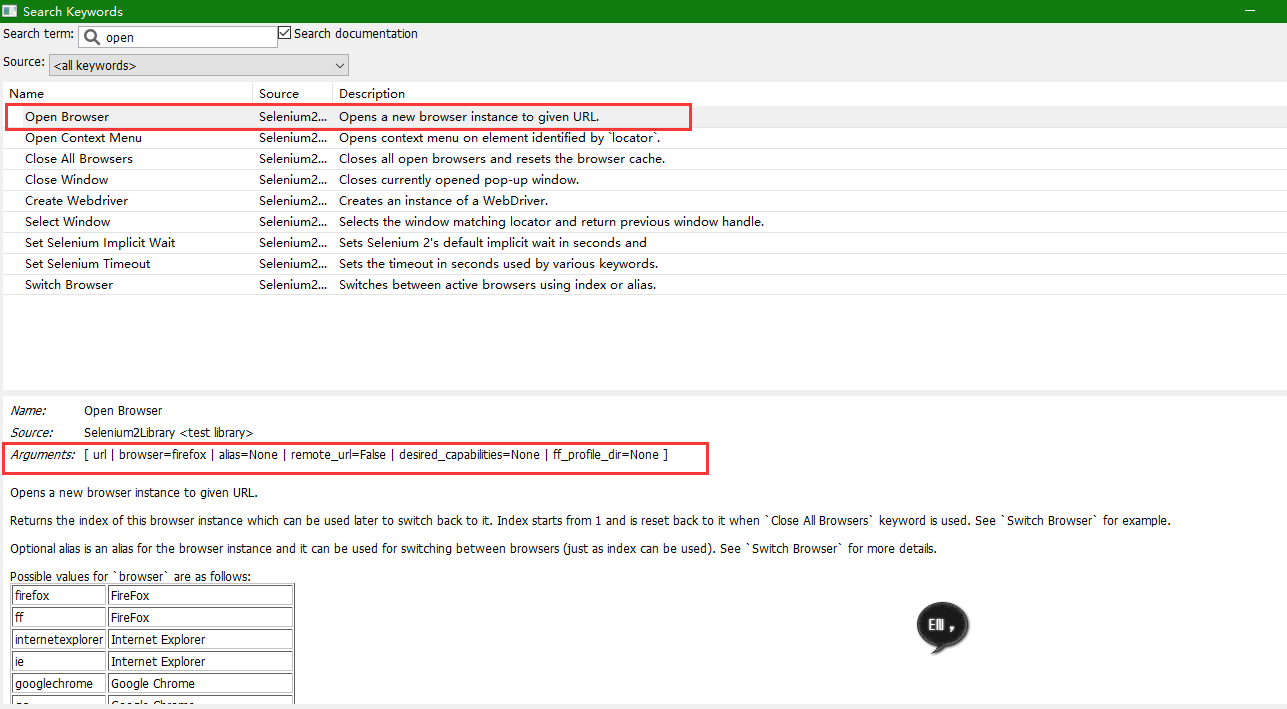 Search Keywords
Search term: open Search documentation
Source: <all keywords>
Name Source Description
Open Browser Selenium2... Opens a new browser instance to given URL.
Open Context Menu Selenium2... Opens context menu on element identified by `locator`.
Close All Browsers Selenium2... Closes all open browsers and resets the browser cache.
Close Window Selenium2... Closes currently opened pop-up window.
Create Webdriver Selenium2... Creates an instance of a WebDriver.
Select Window Selenium2... Selects the window matching locator and return previous window handle.
Set Selenium Implicit Wait Selenium2... Sets Selenium 2's default implicit wait in seconds and
Set Selenium Timeout Selenium2... Sets the timeout in seconds used by various keywords.
Switch Browser Selenium2... Switches between active browsers using index or alias.
Name: Open Browser
Source: Selenium2Library <test library>
Arguments: [ url | browser=firefox | alias=None | remote_url=False | desired_capabilities=None | ff_profile_dir=None ]
Opens a new browser instance to given URL.
Returns the index of this browser instance which can be used later to switch back to it. Index starts from 1 and is reset back to it when `Close All Browsers` keyword is used. See `Switch Browser` for example.
Optional alias is an alias for the browser instance and it can be used for switching between browsers (just as index can be used). See `Switch Browser` for more details.
Possible values for `browser` are as follows:
firefox FireFox
ff FireFox
internetexplorer Internet Explorer
ie Internet Explorer
googlechrome Google Chrome
EN ,